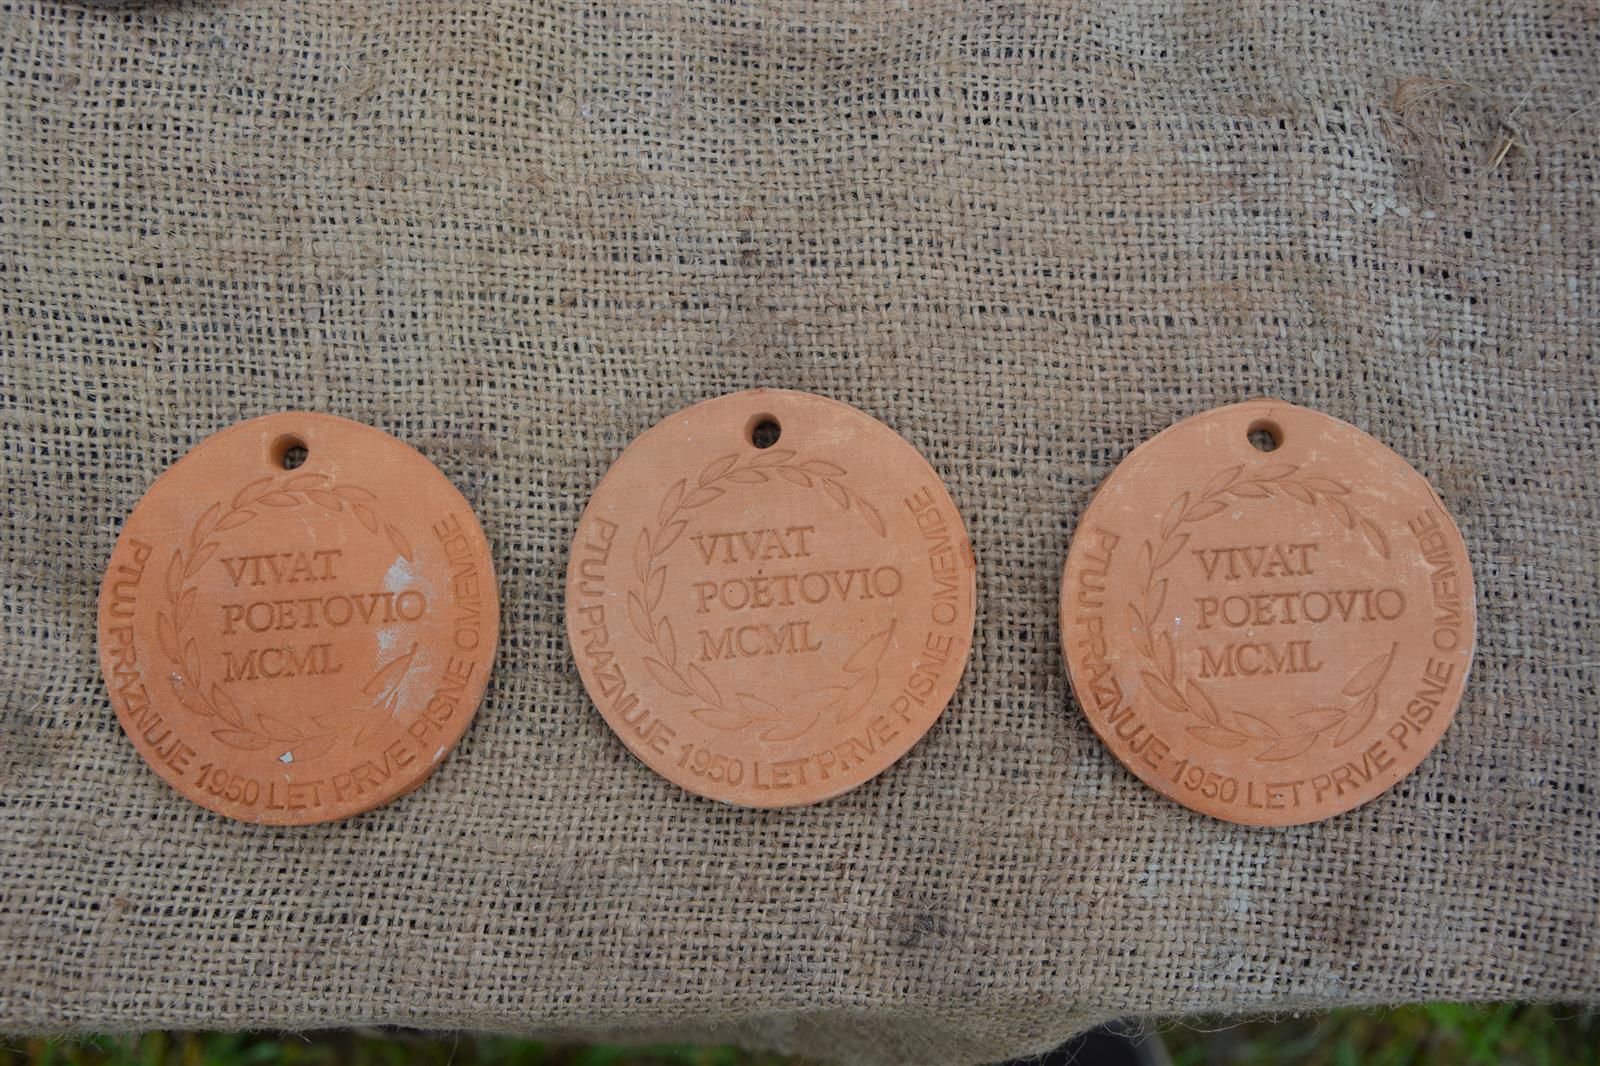 VIVAT
POETOVIO
MCML
PTUJ PRAZNUJE 1950 LET PRVE PISNE OMEMBE
VIVAT
POETOVIO
MCML
PTUJ PRAZNUJE 1950 LET PRVE PISNE OMEMBE
VIVAT
POETOVIO
MCML
PTUJ PRAZNUJE 1950 LET PRVE PISNE OMEMBE